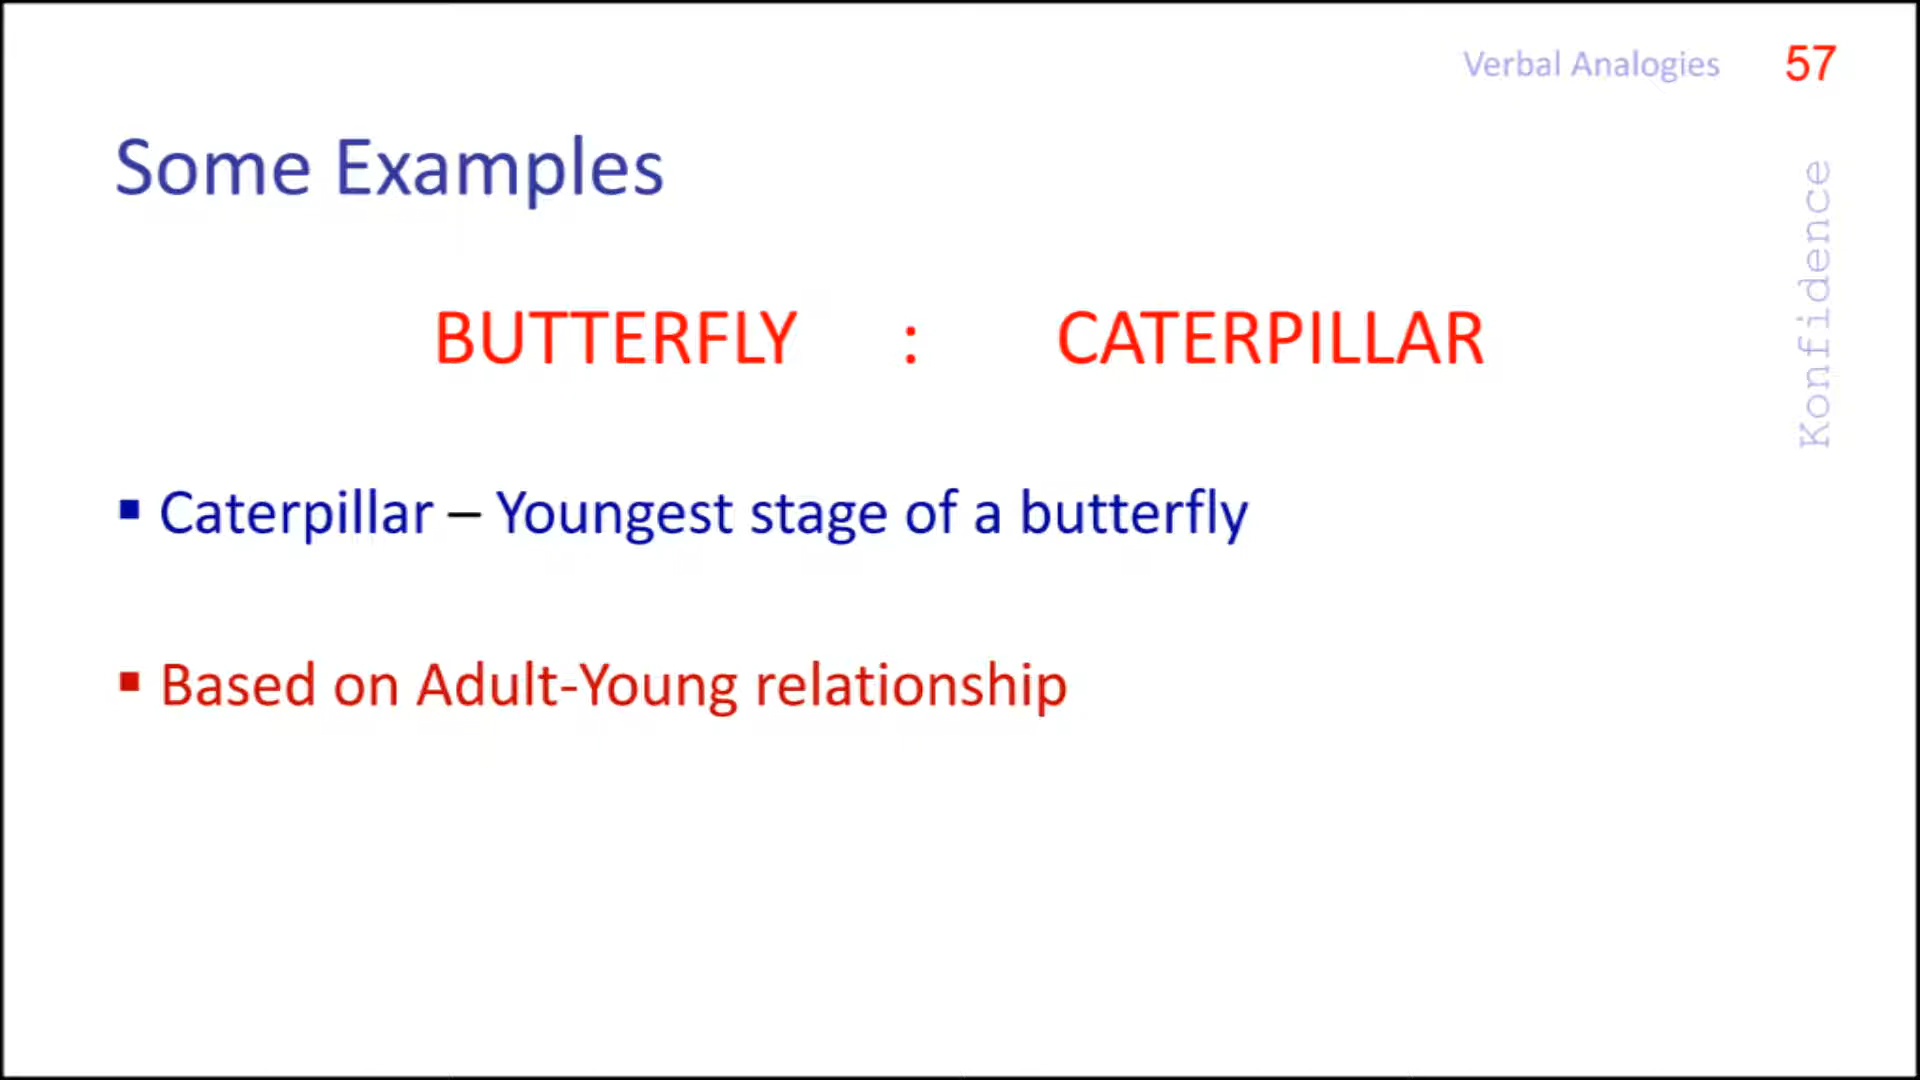 Verbal Analogies 57
Some Examples
BUTTERFLY : CATERPILLAR
▪ Caterpillar – Youngest stage of a butterfly
▪ Based on Adult-Young relationship
Konfidence